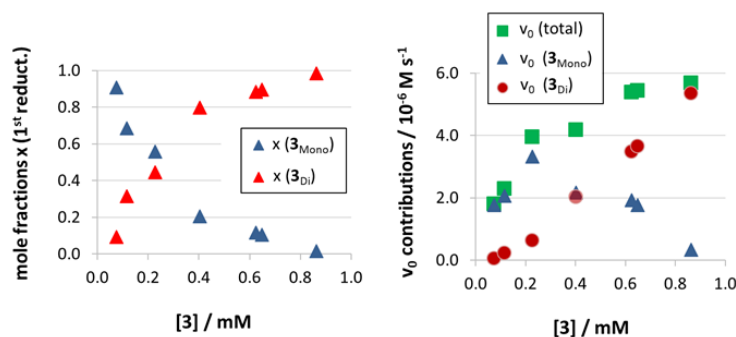 mole fractions x (1st reduct.)
1.0
0.8
0.6
0.4
0.2
0.0
0.0 0.2 0.4 0.6 0.8 1.0
[3] / mM
x (3Mono)
x (3Di)
v0 (total)
v0 (3Mono)
v0 (3Di)
v0 contributions / 10-6 M s-1
6.0
4.0
2.0
0.0
0.0 0.2 0.4 0.6 0.8 1.0
[3] / mM